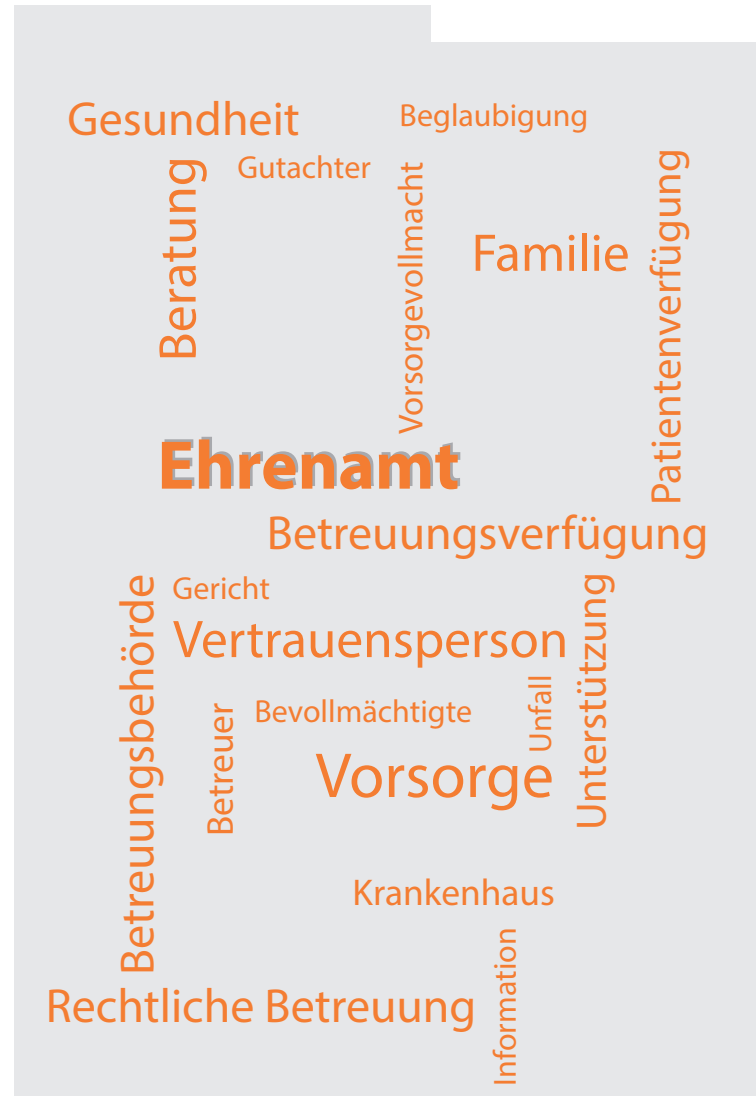 Gesundheit
Beglaubigung
Gutachter
Beratung
Vorsorgevollmacht
Familie
Patientenverfügung
Ehrenamt
Betreuungsverfügung
Gericht
Betreuungsbehörde
Vertrauensperson
Unterstützung
Bevollmächtigte
Unfall
Betreuer
Vorsorge
Krankenhaus
Rechtliche Betreuung
Information